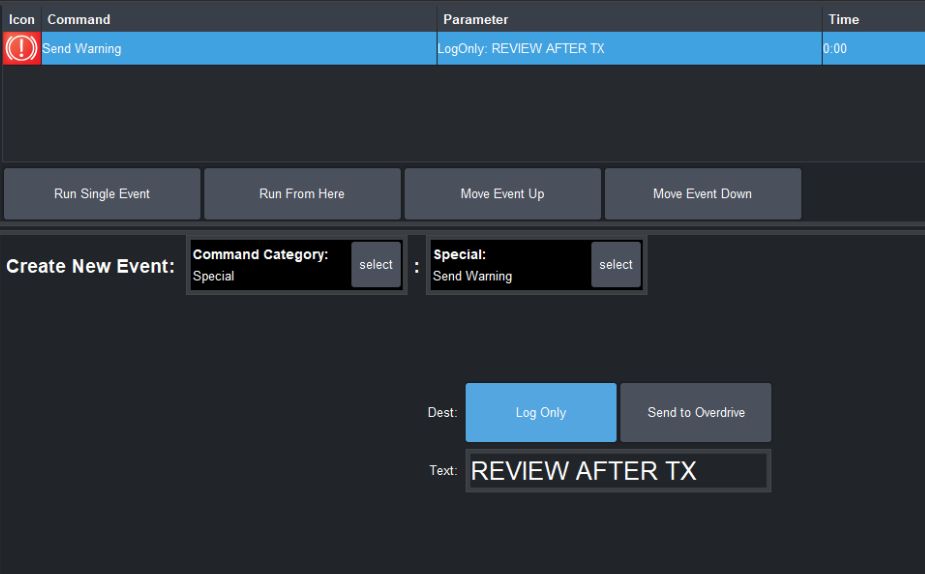 Icon Command Parameter Time
Send Warning LogOnly: REVIEW AFTER TX 0:00
Run Single Event Run From Here Move Event Up Move Event Down
Create New Event: Command Category: Special select : Special: Send Warning select
Dest: Log Only Send to Overdrive
Text: REVIEW AFTER TX